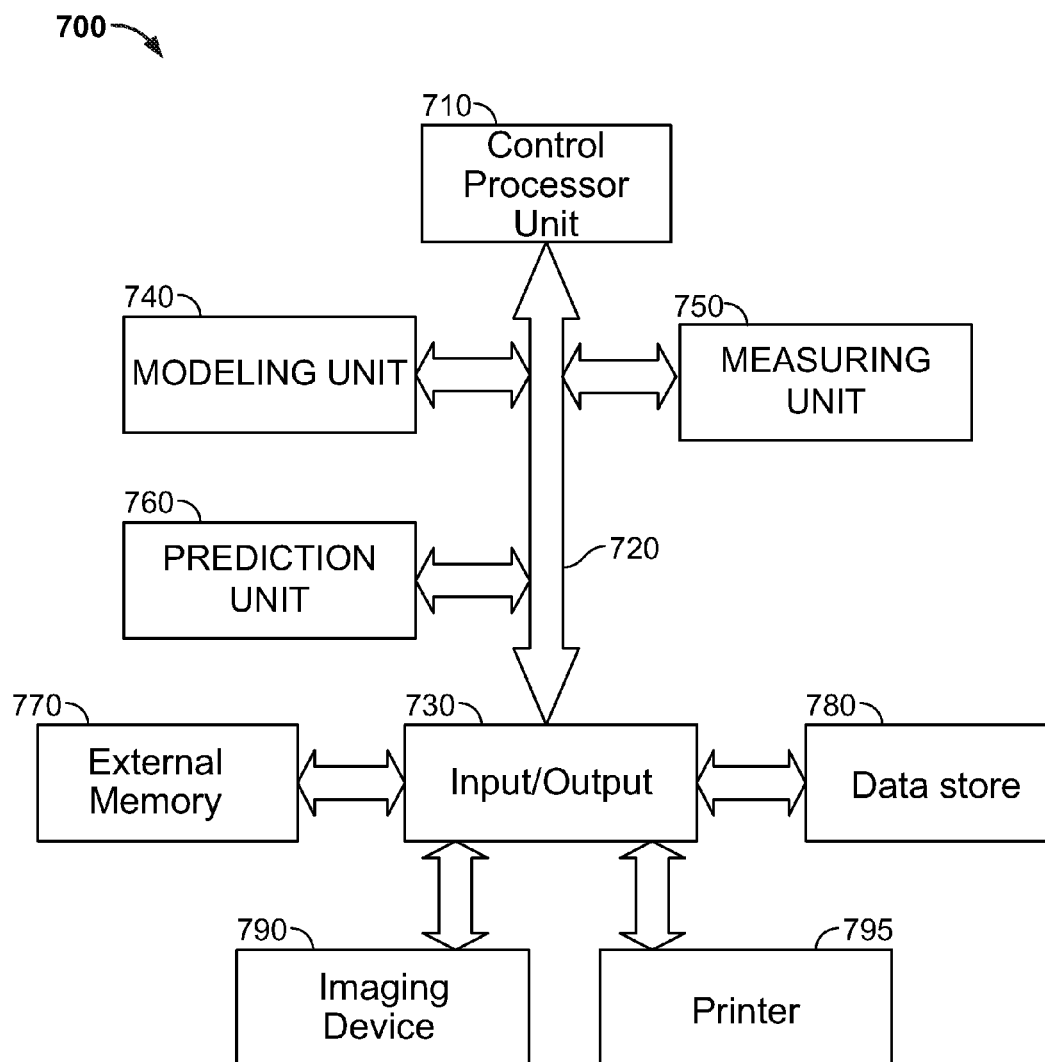 700
710
Control
Processor
Unit
740
MODELING UNIT
750
MEASURING
UNIT
760
PREDICTION
UNIT
720
770
External
Memory
730
Input/Output
780
Data store
790
Imaging
Device
795
Printer